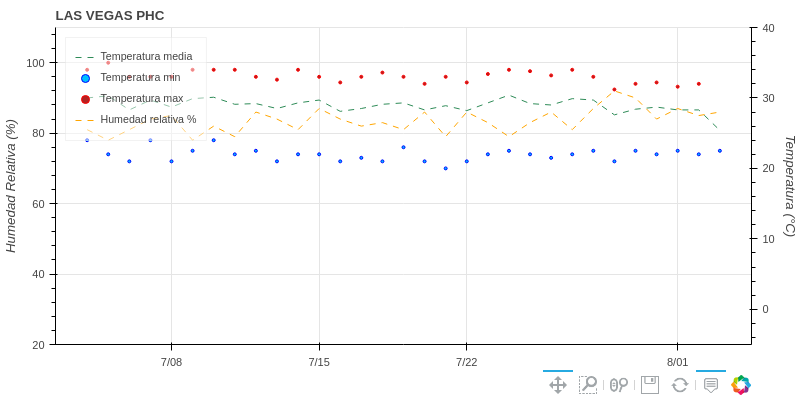 LAS VEGAS PHC
Temperatura media
Temperatura min
Temperatura max
Humedad relativa %
Humedad Relativa (%)
100
80
60
40
20
40
30
20
10
0
Temperatura (°C)
7/08
7/15
7/22
8/01